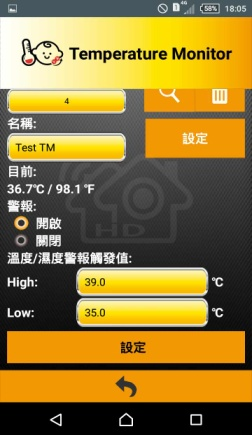 58%
18:05
Temperature Monitor
4
名稱:
Test TM
設定
目前:
36.7℃ / 98.1 ℉
警報:
開啟
關閉
HD
溫度/濕度警報觸發值:
High:
39.0
℃
Low:
35.0
℃
設定